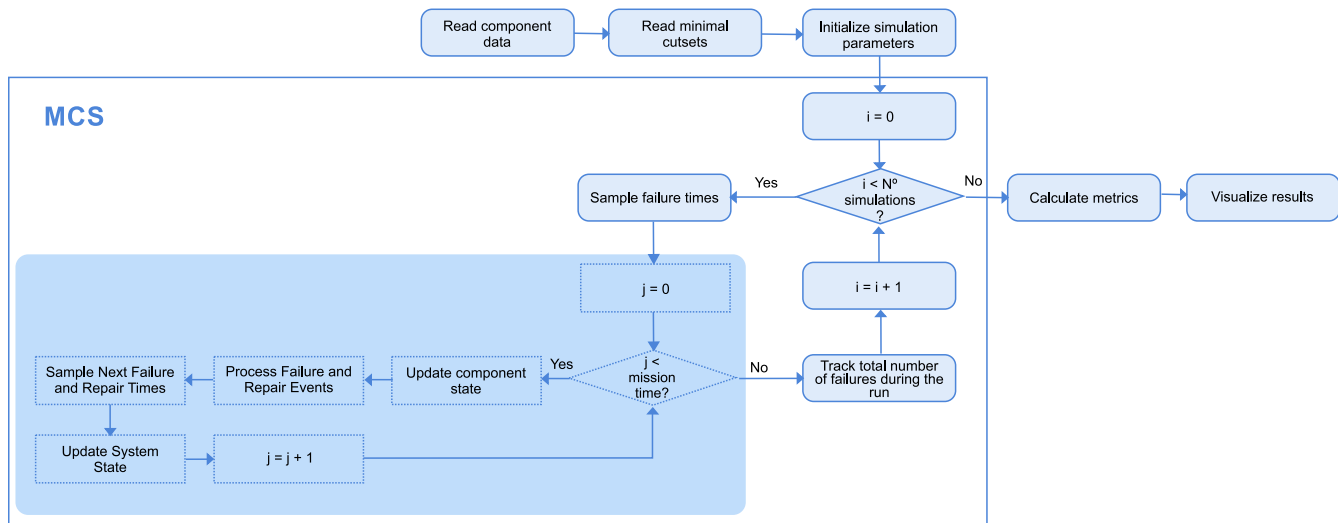 Read component
data
Read minimal
cutsets
Initialize simulation
parameters
MCS
i = 0
i < Nº
simulations
?
Yes
No
Sample failure times
Calculate metrics
Visualize results
j = 0
i = i + 1
j <
mission
time?
Yes
No
Update component
state
Process Failure and
Repair Events
Sample Next Failure
and Repair Times
Track total number
of failures during the
run
Update System
State
j = j + 1